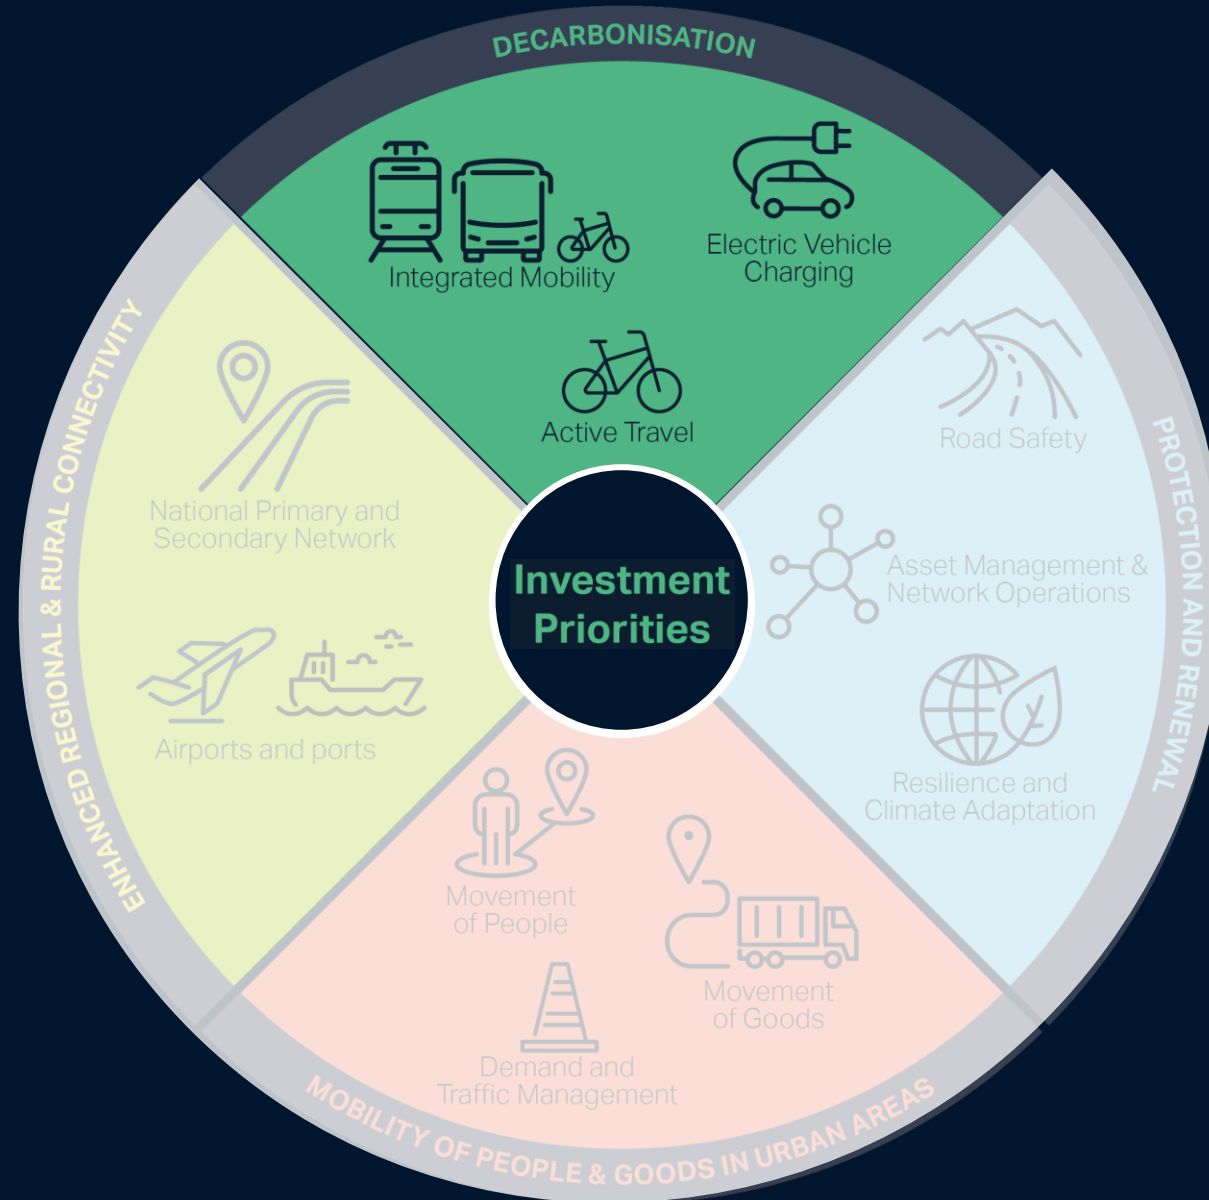 DECARBONISATION
Integrated Mobility
Electric Vehicle
Charging
Active Travel
PROTECTION AND RENEWAL
Road Safety
Asset Management &
Network Operations
Resilience and
Climate Adaptation
MOBILITY OF PEOPLE & GOODS IN URBAN AREAS
Movement
of People
Movement
of Goods
Demand and
Traffic Management
ENHANCED REGIONAL & RURAL CONNECTIVITY
National Primary and
Secondary Network
Airports and ports
Investment
Priorities